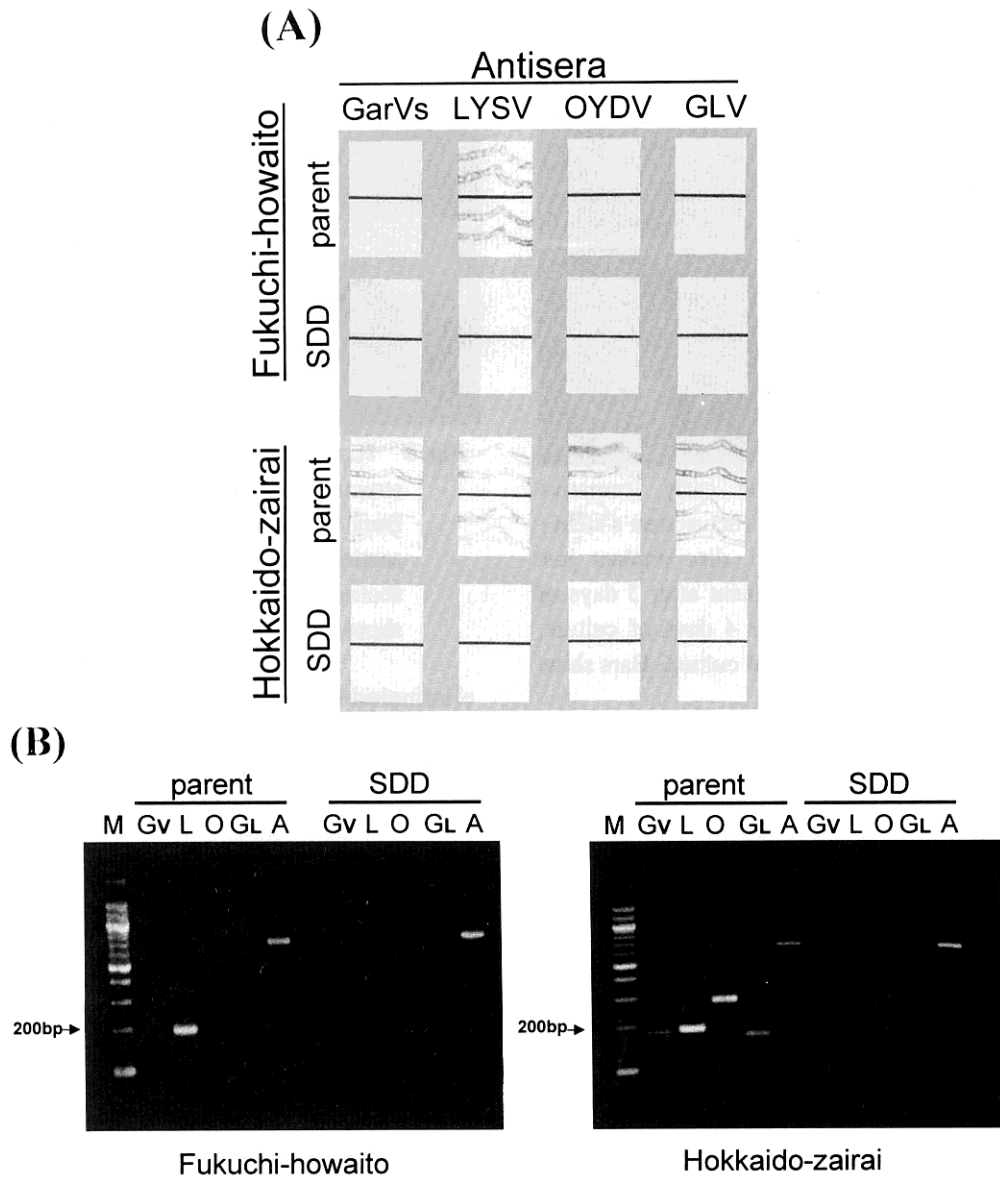 (A)
Antisera
GarVs LYSV OYDV GLV
Fukuchi-howaito
parent
SDD
Hokkaido-zairai
parent
SDD
(B)
parent SDD
M Gv L O GL A Gv L O GL A
200bp
Fukuchi-howaito
parent SDD
M Gv L O GL A Gv L O GL A
200bp
Hokkaido-zairai